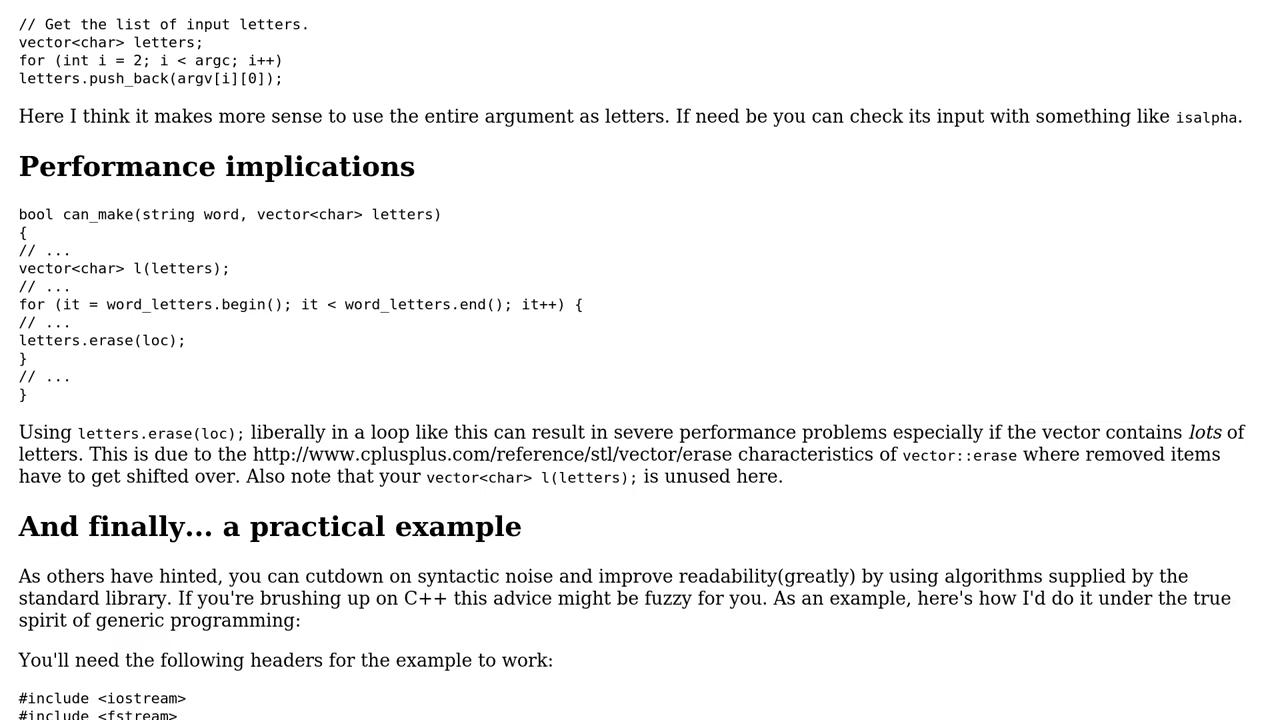 // Get the list of input letters.
vector<char> letters;
for (int i = 2; i < argc; i++)
letters.push_back(argv[i][0]);
Here I think it makes more sense to use the entire argument as letters. If need be you can check its input with something like isalpha.
Performance implications
bool can_make(string word, vector<char> letters)
{
// ...
vector<char> l(letters);
// ...
for (it = word_letters.begin(); it < word_letters.end(); it++) {
// ...
letters.erase(loc);
}
// ...
}
Using letters.erase(loc); liberally in a loop like this can result in severe performance problems especially if the vector contains lots of
letters. This is due to the http://www.cplusplus.com/reference/stl/vector/erase characteristics of vector::erase where removed items
have to get shifted over. Also note that your vector<char> l(letters); is unused here.
And finally... a practical example
As others have hinted, you can cutdown on syntactic noise and improve readability(greatly) by using algorithms supplied by the
standard library. If you're brushing up on C++ this advice might be fuzzy for you. As an example, here's how I'd do it under the true
spirit of generic programming:
You'll need the following headers for the example to work:
#include <iostream>
#include <fstream>